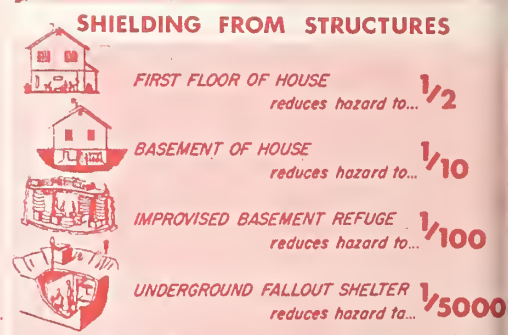 SHIELDING FROM STRUCTURES
FIRST FLOOR OF HOUSE
reduces hazard to... 1/2
BASEMENT OF HOUSE
reduces hazard to... 1/10
IMPROVISED BASEMENT REFUGE
reduces hazard to... 1/100
UNDERGROUND FALLOUT SHELTER
reduces hazard ta... 1/5000